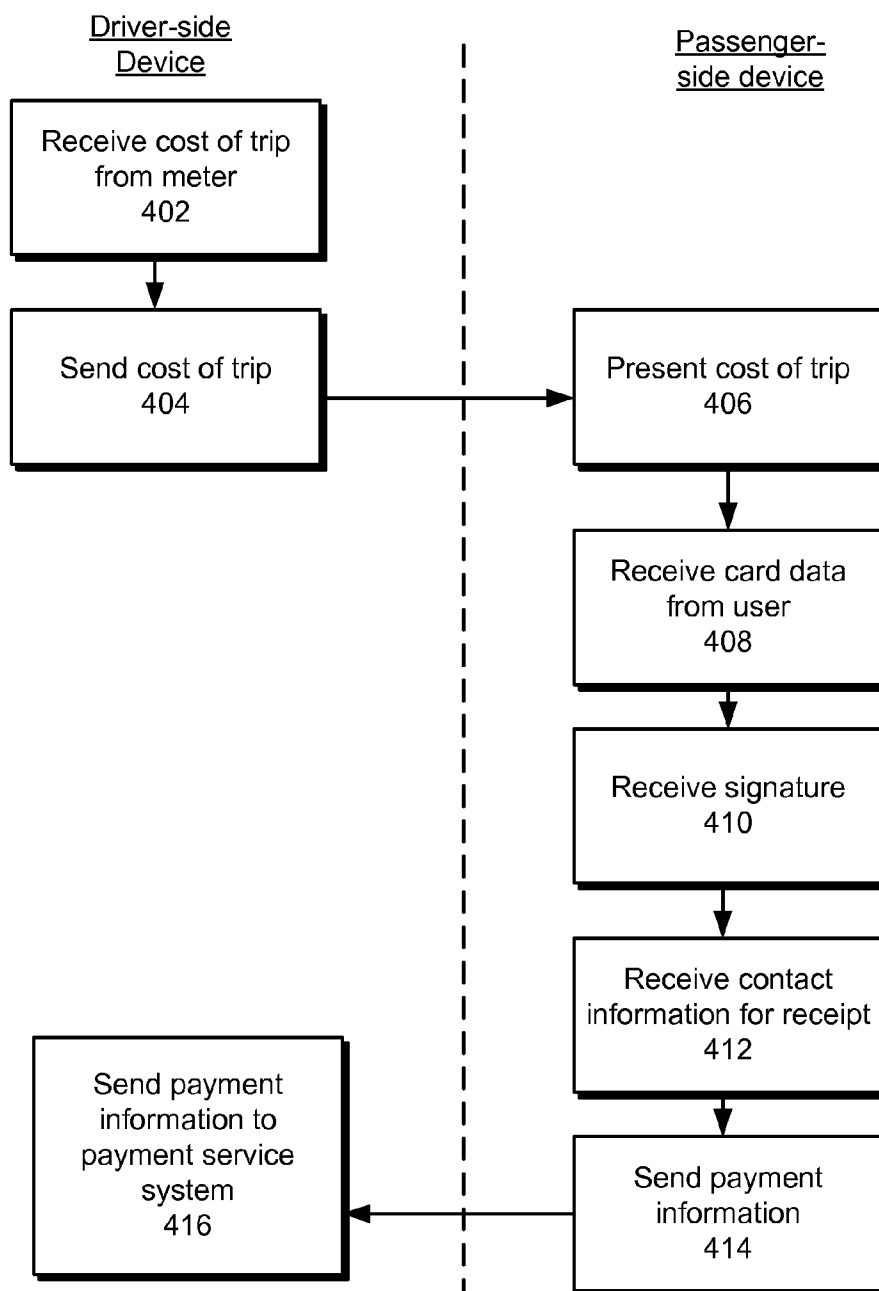 Driver-side
Device
Passenger-
side device
Receive cost of trip
from meter
402
Send cost of trip
404
Present cost of trip
406
Receive card data
from user
408
Receive signature
410
Receive contact
information for receipt
412
Send payment
information
414
Send payment
information to
payment service
system
416